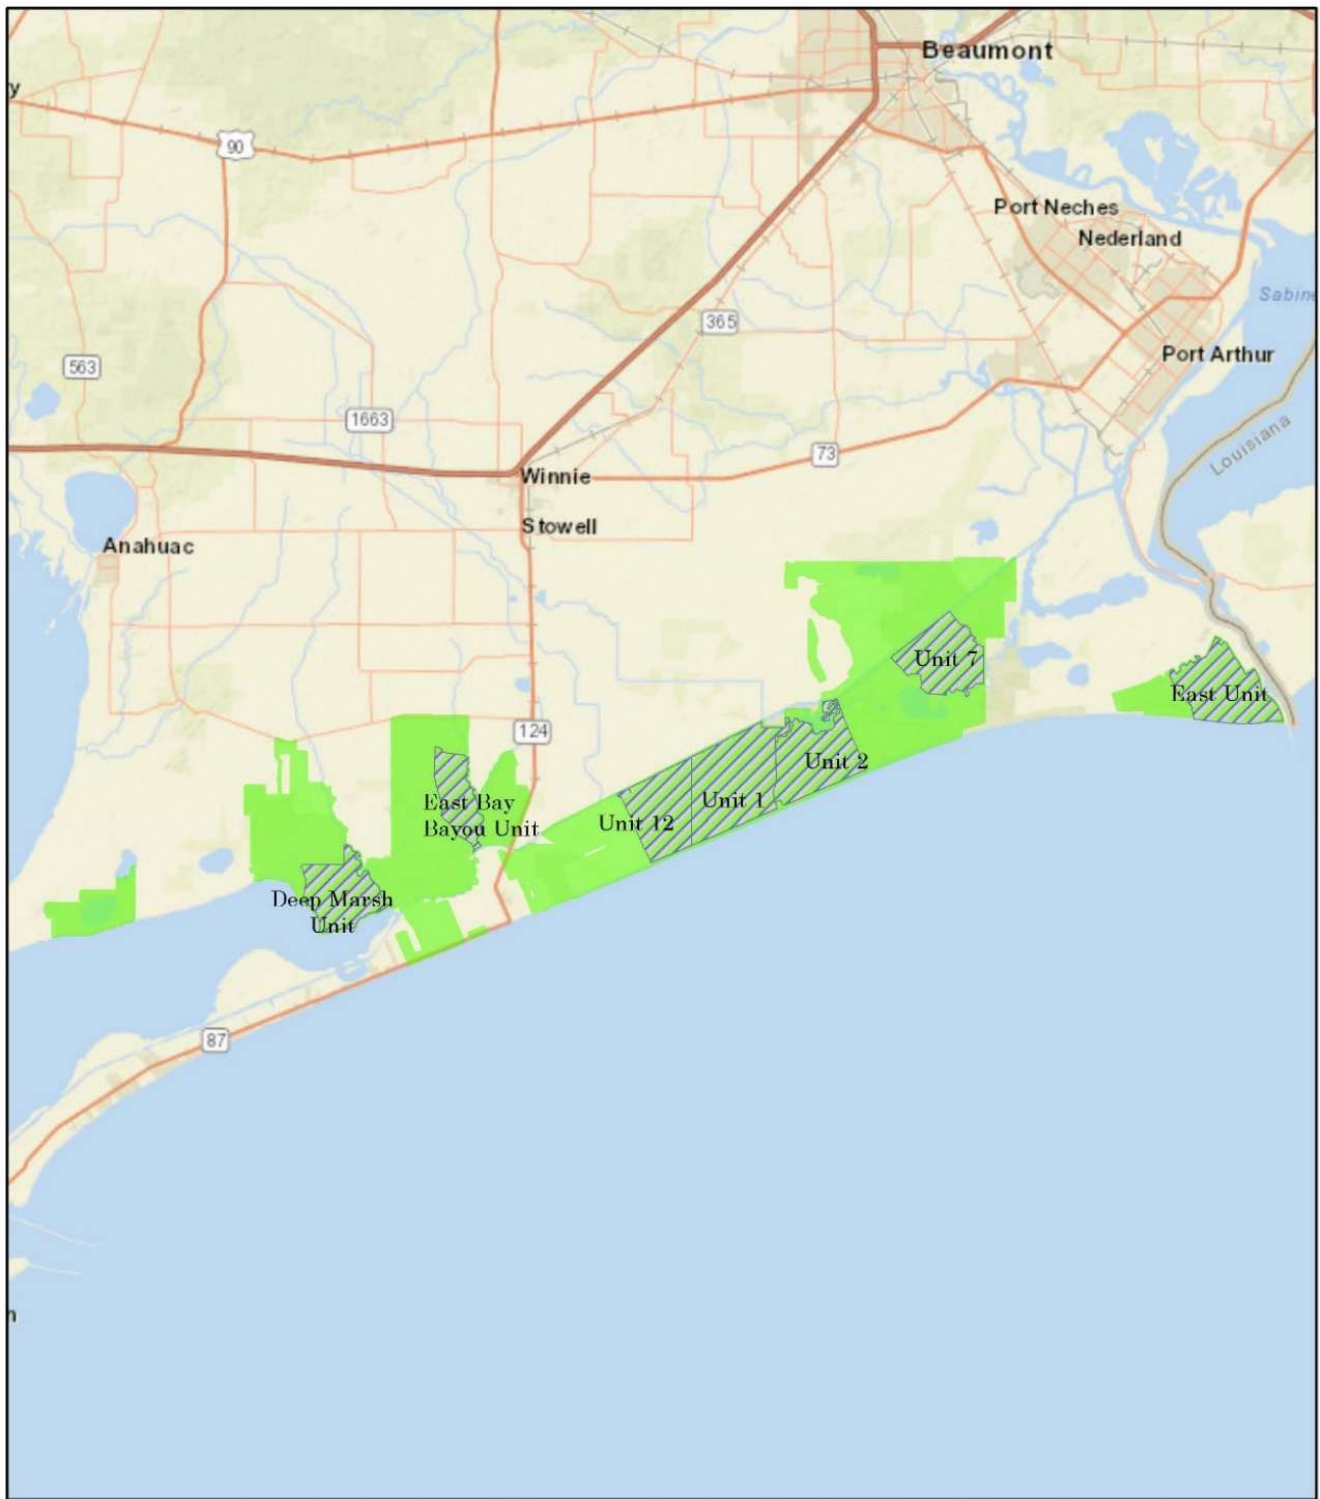 Beaumont
y
90
Port Neches
Nederland
Sabine
365
Port Arthur
563
1663
Louisiana
73
Winnie
Stowell
Anahuac
Unit 7
East Unit
124
Unit 2
East Bay
Bayou Unit
Unit 1
Unit 12
Deep Marsh
Unit
87
n